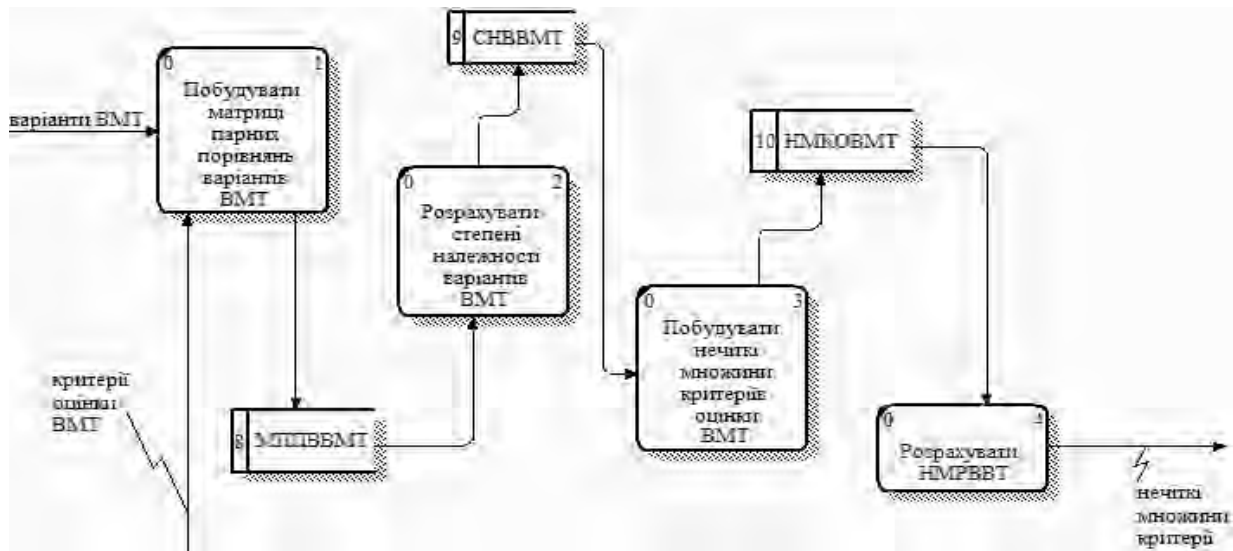 варіанти ВМТ
0 1
Побудувати
матриці
парних
порівнянь
варіантів
ВМТ
критерії
оцінки
ВМТ
8 МППВВМТ
0 2
Розрахувати
степені
належності
варіантів
ВМТ
9 СНВВМТ
0 3
Побудувати
нечіткі
множини
критеріїв
оцінки
ВМТ
10 НМКОВМТ
0 4
Розрахувати
НМРВВТ
нечіткі
множини
критерії